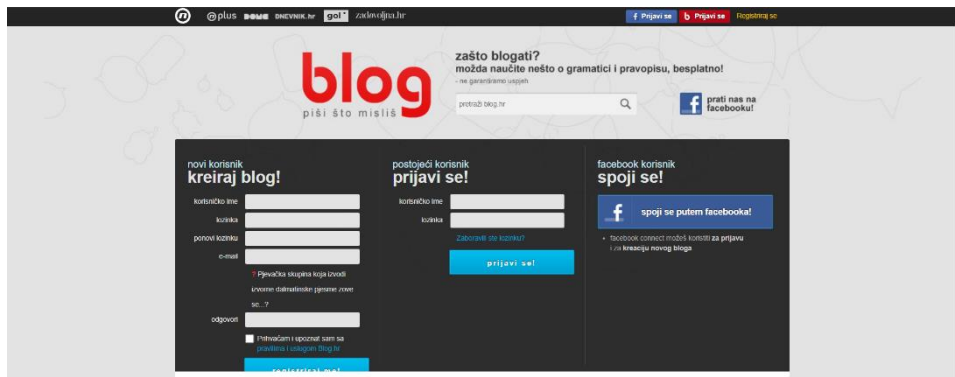 @plus DOMA DNEVNIK.hr gol zadovoljna.hr Prijavi se b Prijavi se Registriraj se
zašto blogati?
možda naučite nešto o gramatici i pravopisu, besplatno!
- ne garantiramo uspjeh
blog
piši što misliš
pretraži blog.hr
f prati nas na
facebooku!
novi korisnik
kreiraj blog!
korisničko ime
lozinka
ponovi lozinku
e-mail
? Pjevačka skupina koja izvodi
izvorne dalmatinske pjesme zove
se...?
odgovori
Prihvaćam i upoznat sam sa
pravilima i uslugom Blog.hr
registriraj me!
postojeći korisnik
prijavi se!
korisničko ime
lozinka
Zaboravili ste lozinku?
prijavi se!
facebook korisnik
spoji se!
f spoji se putem facebooka!
• facebook connect možeš koristiti za prijavu
i za kreaciju novog bloga